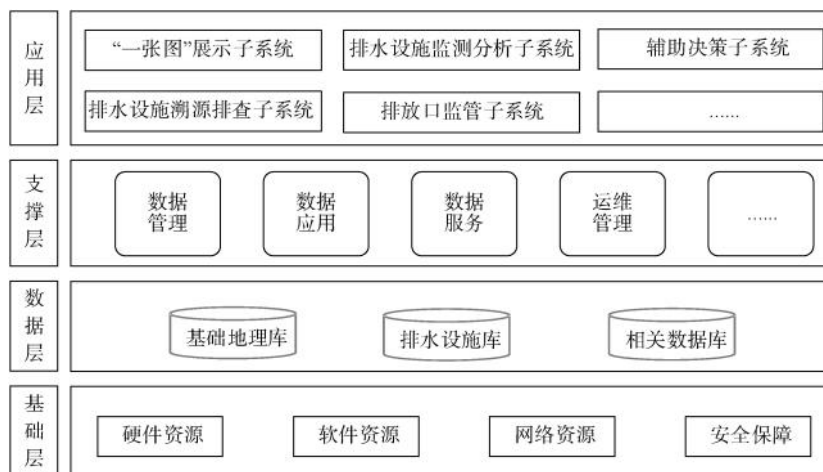 应用层
“一张图”展示子系统
排水设施监测分析子系统
辅助决策子系统
排水设施溯源排查子系统
排放口监管子系统
……
支撑层
数据
管理
数据
应用
数据
服务
运维
管理
……
数据层
基础地理库
排水设施库
相关数据库
基础层
硬件资源
软件资源
网络资源
安全保障